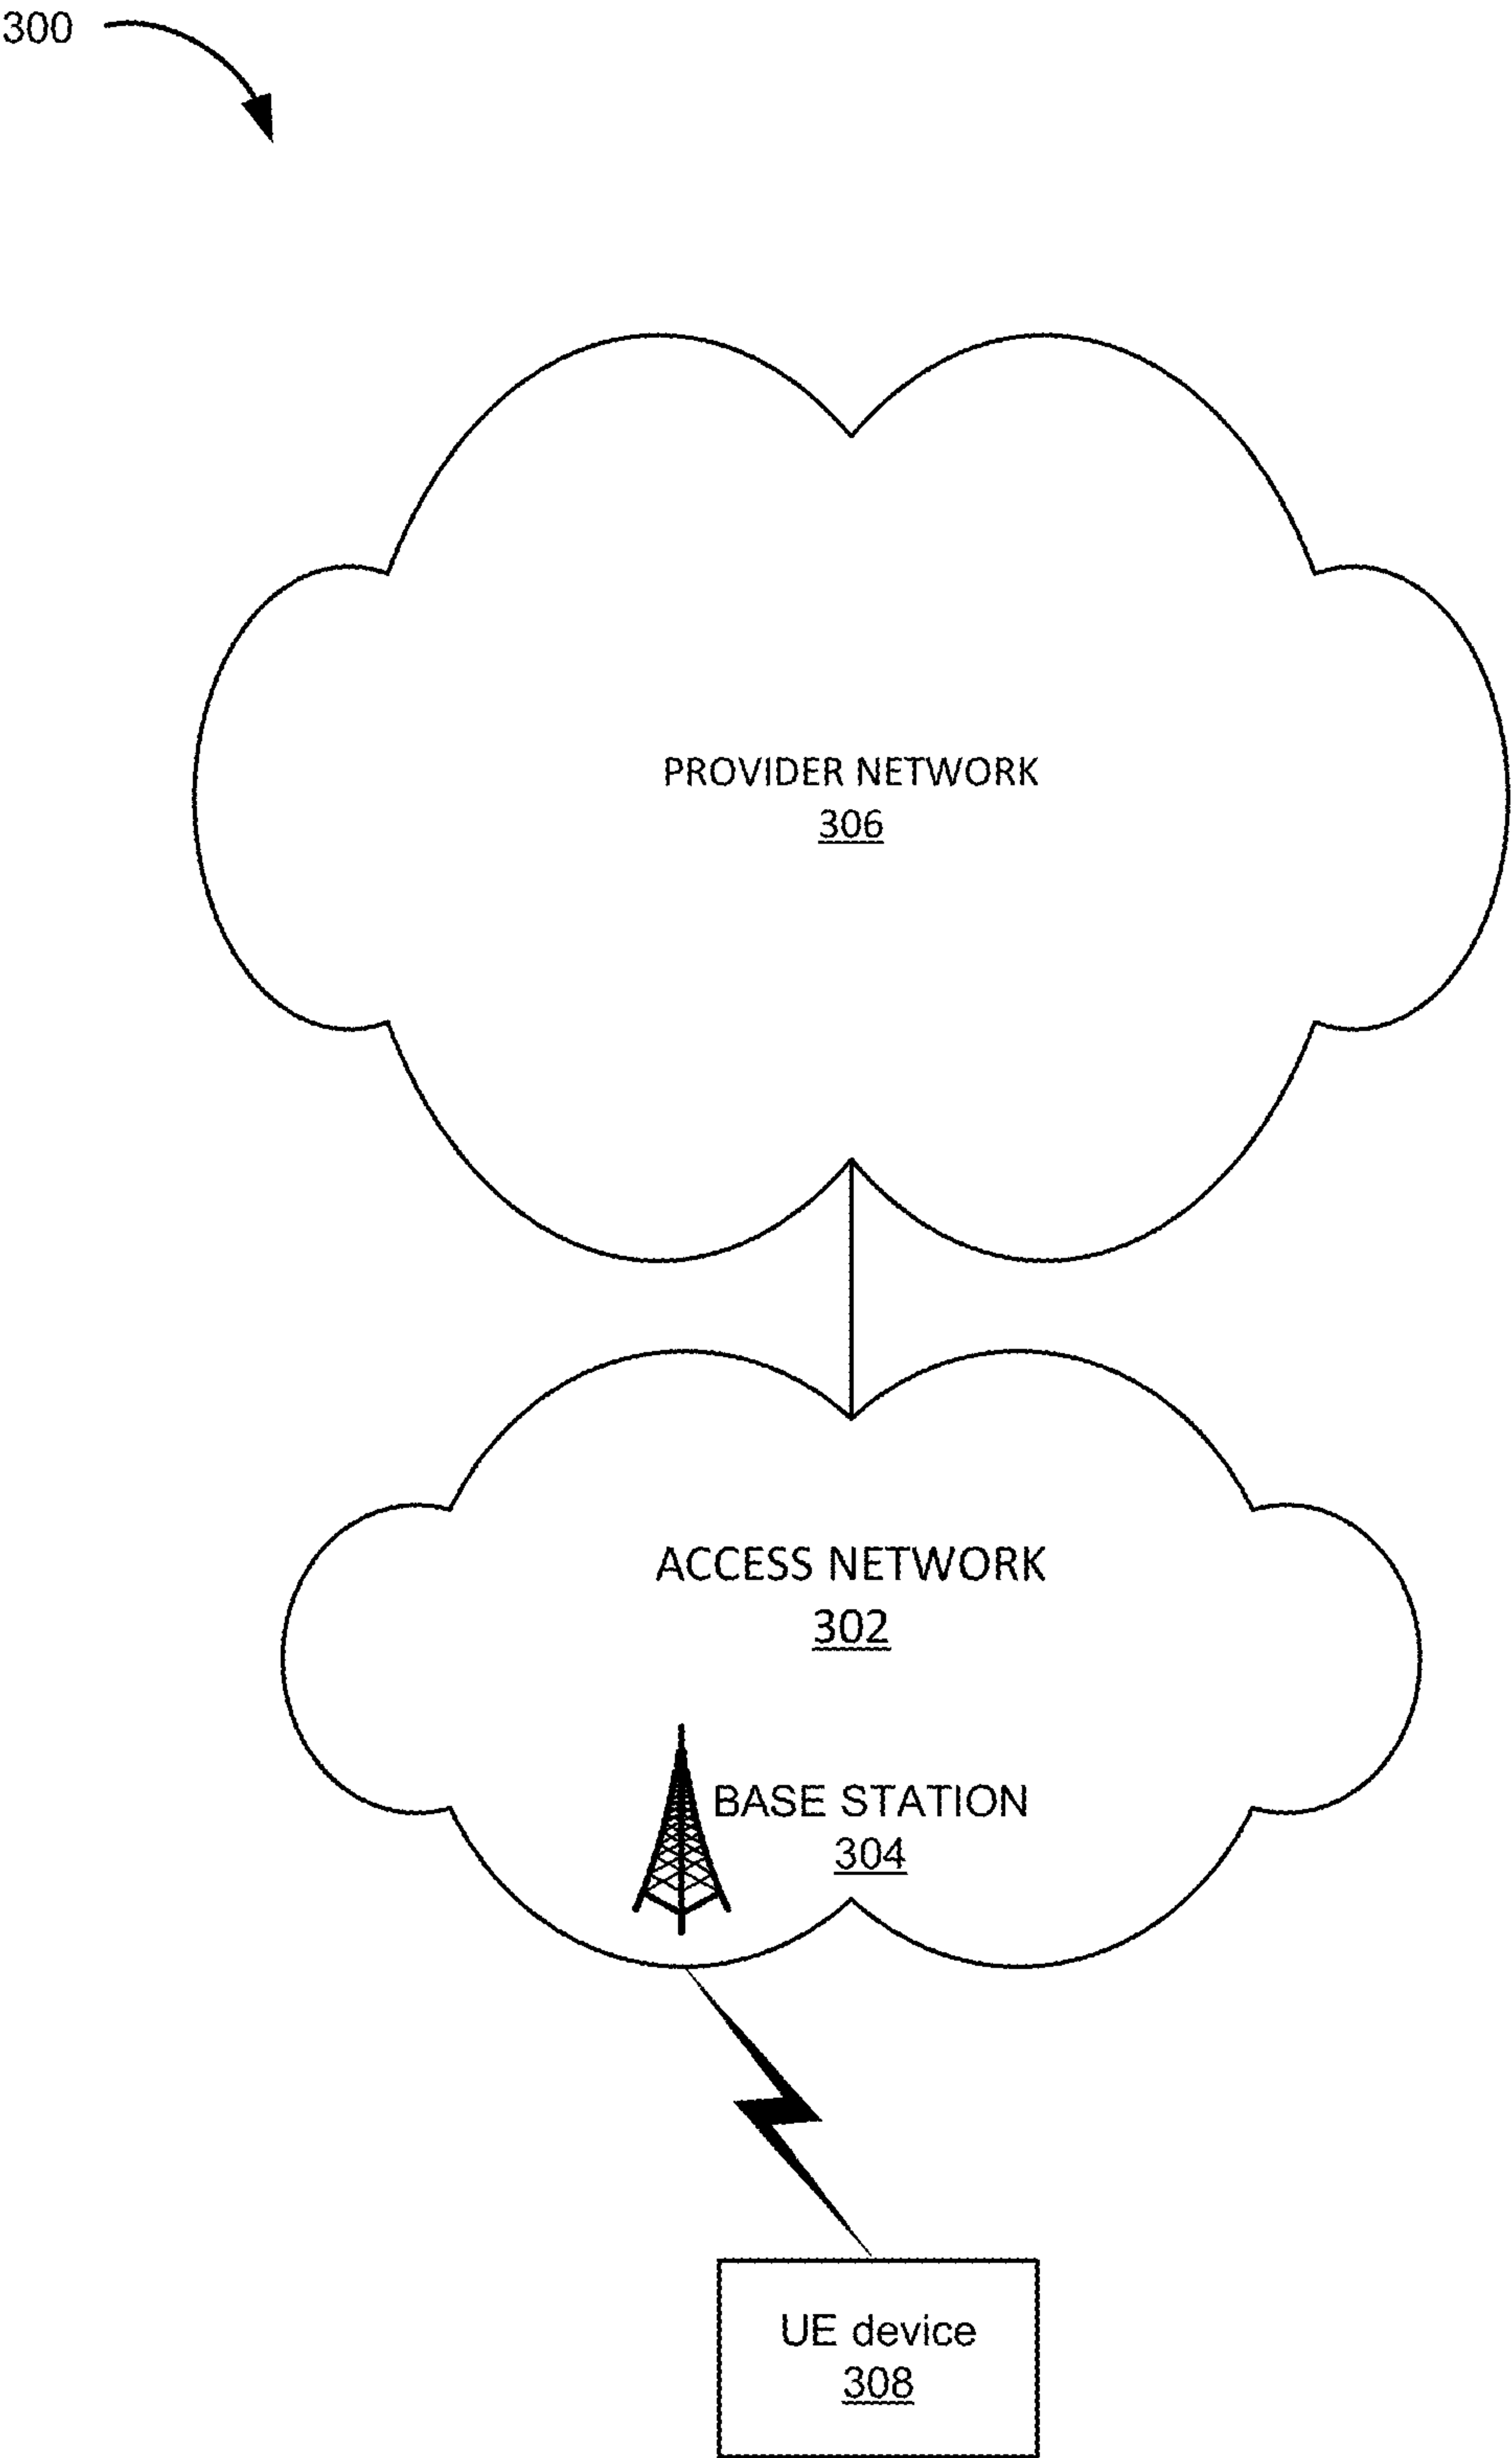 300
PROVIDER NETWORK
306
ACCESS NETWORK
302
BASE STATION
304
UE device
308